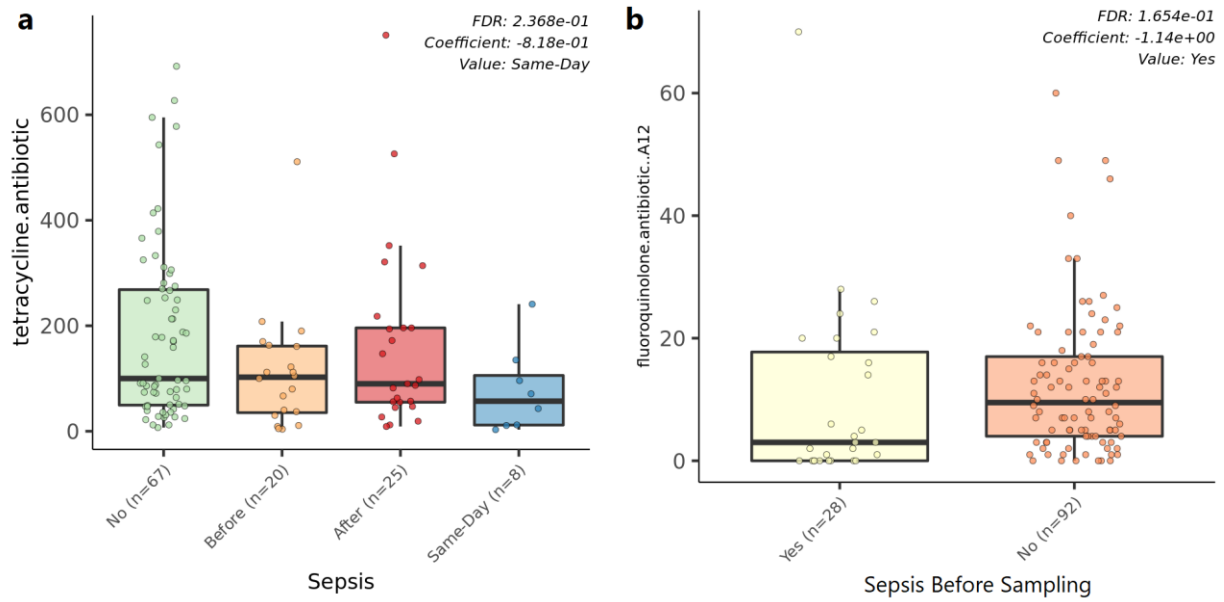 a
FDR: 2.368e-01
Coefficient: -8.18e-01
Value: Same-Day
tetracycline.antibiotic
600
400
200
0
No (n=67)
Before (n=20)
After (n=25)
Same-Day (n=8)
Sepsis
b
FDR: 1.654e-01
Coefficient: -1.14e+00
Value: Yes
fluoroquinolone.antibiotic..A12
60
40
20
0
Yes (n=28)
No (n=92)
Sepsis Before Sampling